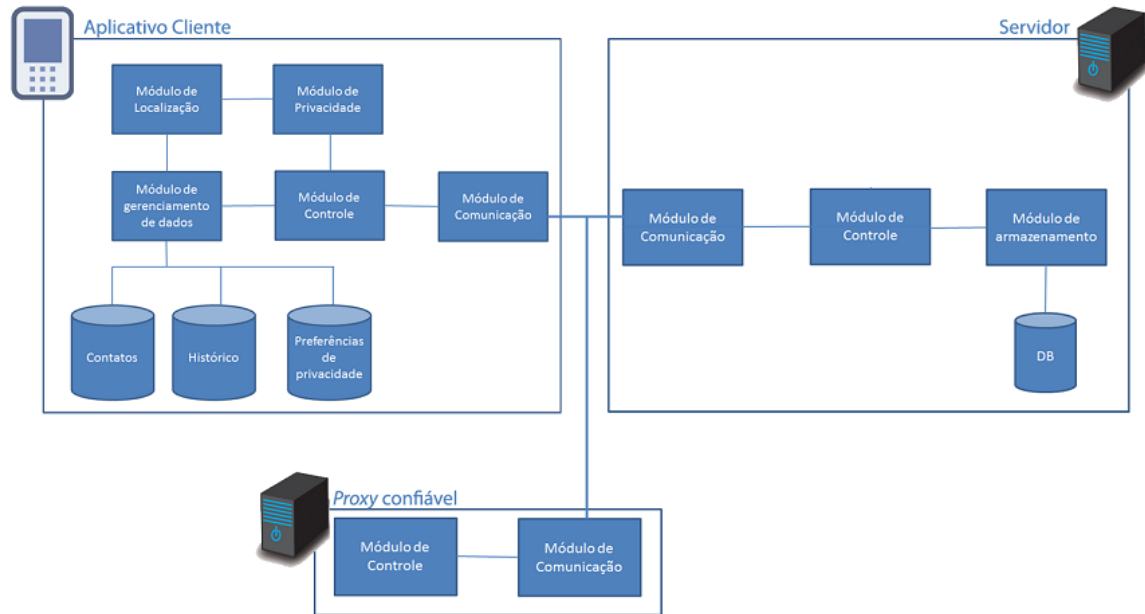 Aplicativo Cliente
Servidor
Módulo de
Localização
Módulo de
Privacidade
Módulo de
gerenciamento
de dados
Módulo de
Controle
Módulo de
Comunicação
Contatos
Histórico
Preferências
de
privacidade
Módulo de
Comunicação
Módulo de
Controle
Módulo de
armazenamento
DB
Proxy confiável
Módulo de
Controle
Módulo de
Comunicação